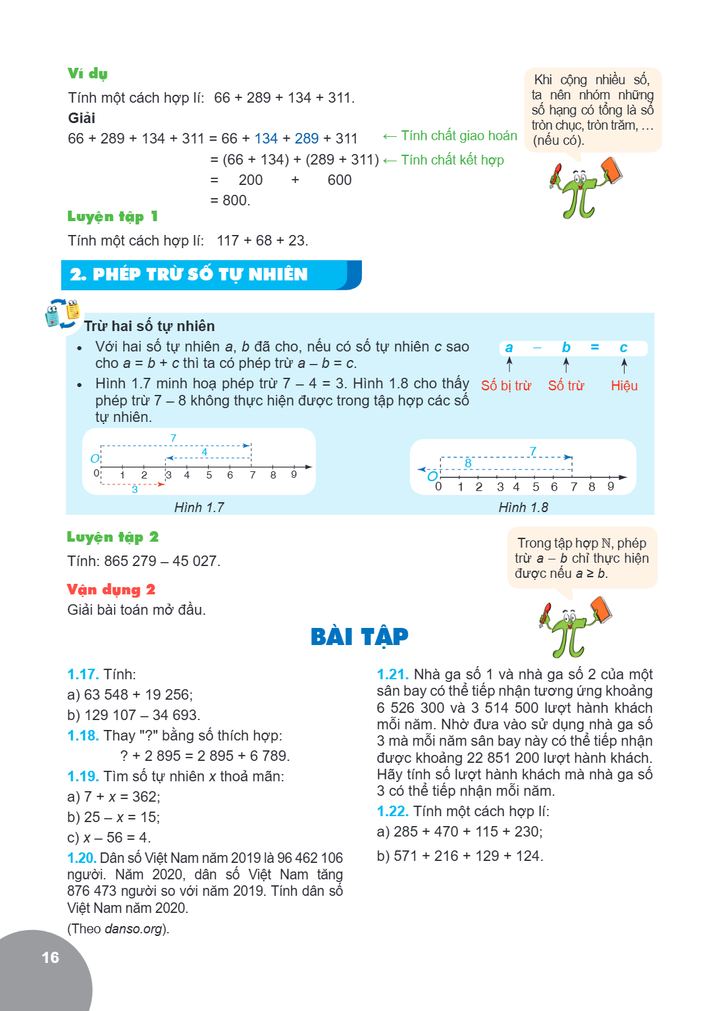 Ví dụ
Tính một cách hợp lí: 66 + 289 + 134 + 311.
Giải
66 + 289 + 134 + 311 = 66 + 134 + 289 + 311 ← Tính chất giao hoán
= (66 + 134) + (289 + 311) ← Tính chất kết hợp
= 200 + 600
= 800.
Khi cộng nhiều số,
ta nên nhóm những
số hạng có tổng là số
tròn chục, tròn trăm, ...
(nếu có).
Luyện tập 1
Tính một cách hợp lí: 117 + 68 + 23.
2. PHÉP TRỪ SỐ TỰ NHIÊN
Trừ hai số tự nhiên
• Với hai số tự nhiên a, b đã cho, nếu có số tự nhiên c sao
cho a = b + c thì ta có phép trừ a – b = c.
• Hình 1.7 minh hoạ phép trừ 7 – 4 = 3. Hình 1.8 cho thấy
phép trừ 7 – 8 không thực hiện được trong tập hợp các số
tự nhiên.
a – b = c
Số bị trừ Số trừ Hiệu
7
4
O
0 1 2 3 4 5 6 7 8 9
3
Hình 1.7
7
8
O
0 1 2 3 4 5 6 7 8 9
Hình 1.8
Luyện tập 2
Tính: 865 279 – 45 027.
Vận dụng 2
Giải bài toán mở đầu.
Trong tập hợp ℕ, phép
trừ a – b chỉ thực hiện
được nếu a ≥ b.
BÀI TẬP
1.17. Tính:
a) 63 548 + 19 256;
b) 129 107 – 34 693.
1.18. Thay "?" bằng số thích hợp:
? + 2 895 = 2 895 + 6 789.
1.19. Tìm số tự nhiên x thoả mãn:
a) 7 + x = 362;
b) 25 – x = 15;
c) x – 56 = 4.
1.20. Dân số Việt Nam năm 2019 là 96 462 106
người. Năm 2020, dân số Việt Nam tăng
876 473 người so với năm 2019. Tính dân số
Việt Nam năm 2020.
(Theo danso.org).
1.21. Nhà ga số 1 và nhà ga số 2 của một
sân bay có thể tiếp nhận tương ứng khoảng
6 526 300 và 3 514 500 lượt hành khách
mỗi năm. Nhờ đưa vào sử dụng nhà ga số
3 mà mỗi năm sân bay này có thể tiếp nhận
được khoảng 22 851 200 lượt hành khách.
Hãy tính số lượt hành khách mà nhà ga số
3 có thể tiếp nhận mỗi năm.
1.22. Tính một cách hợp lí:
a) 285 + 470 + 115 + 230;
b) 571 + 216 + 129 + 124.
16